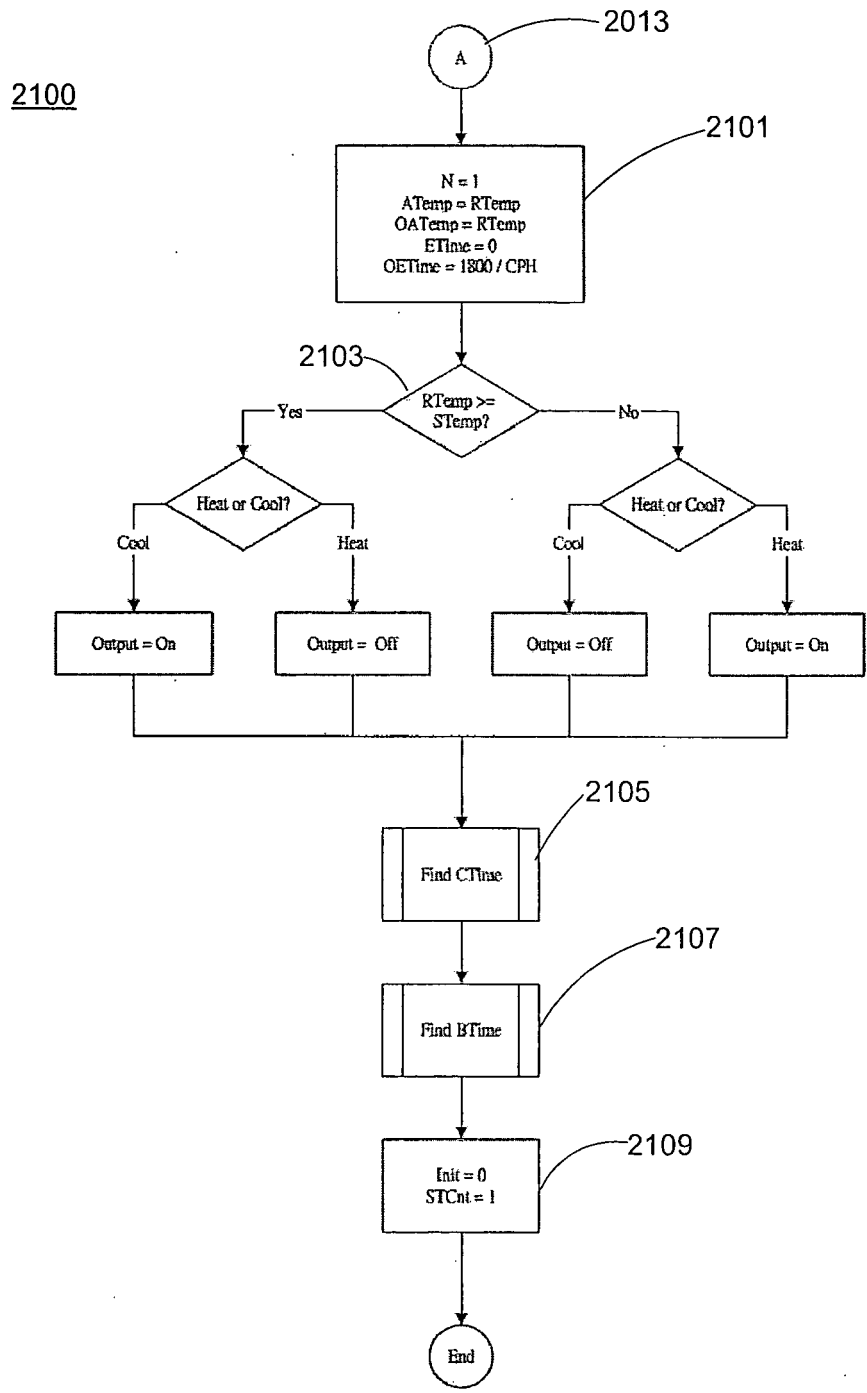 2013
A
2100
2101
N = 1
ATemp = RTemp
OATemp = RTemp
ETime = 0
OETime = 1800 / CPH
2103
RTemp >=
STemp?
Yes
No
Heat or Cool?
Heat or Cool?
Cool
Heat
Cool
Heat
Output = On
Output = Off
Output = Off
Output = On
2105
Find CTime
2107
Find BTime
2109
Init = 0
STCnt = 1
End